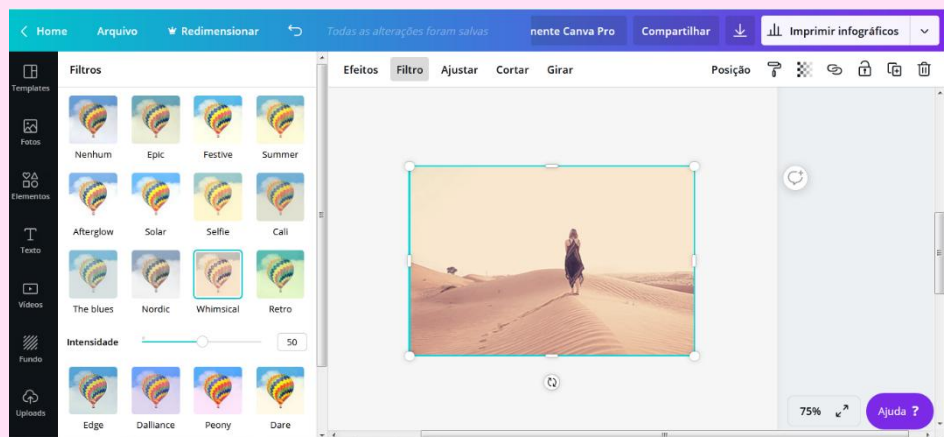 Home Arquivo Redimensionar Todas as alterações foram salvas nente Canva Pro Compartilhar Imprimir infográficos
Templates
Fotos
Elementos
Texto
Vídeos
Fundo
Uploads
Filtros
Nenhum Epic Festive Summer
Afterglow Solar Selfie Cali
The blues Nordic Whimsical Retro
Intensidade 50
Edge Dalliance Peony Dare
Efeitos Filtro Ajustar Cortar Girar Posição
75% Ajuda ?